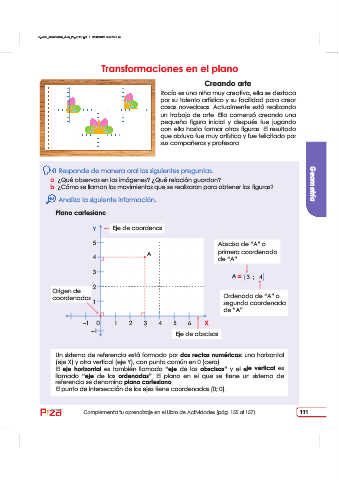 Transformaciones en el plano
Creando arte
Rocío es una niña muy creativa, ella se destaca
por su talento artístico y su facilidad para crear
cosas novedosas. Actualmente está realizando
un trabajo de arte. Ella comenzó creando una
pequeña figura inicial y después fue jugando
con ella hasta formar otras figuras. El resultado
que obtuvo fue muy artístico y fue felicitado por
sus compañeros y profesora.
Responde de manera oral las siguientes preguntas.
a ¿Qué observas en las imágenes? ¿Qué relación guardan?
b ¿Cómo se llaman los movimientos que se realizaron para obtener las figuras?
Analiza la siguiente información.
Geometría
Plano cartesiano
Y ← Eje de coordenas
5
4
3
2
1
A
Abscisa de “A” o
primera coordenada
de “A”
A = ( 3 ; 4)
Origen de
coordenadas
Ordenada de “A” o
segunda coordenada
de “A”
–1 0 1 2 3 4 5 6 X
–1
Eje de abscisas
Un sistema de referencia está formado por dos rectas numéricas: una horizontal
(eje X) y otra vertical (eje Y), con punto común en 0 (cero).
El eje horizontal es también llamado “eje de las abscisas” y el eje vertical es
llamado “eje de las ordenadas”. El plano en el que se tiene un sistema de
referencia se denomina plano cartesiano.
El punto de intersección de los ejes tiene coordenadas (0; 0).
Complementa tu aprendizaje en el Libro de Actividades (pág. 155 al 157).
111